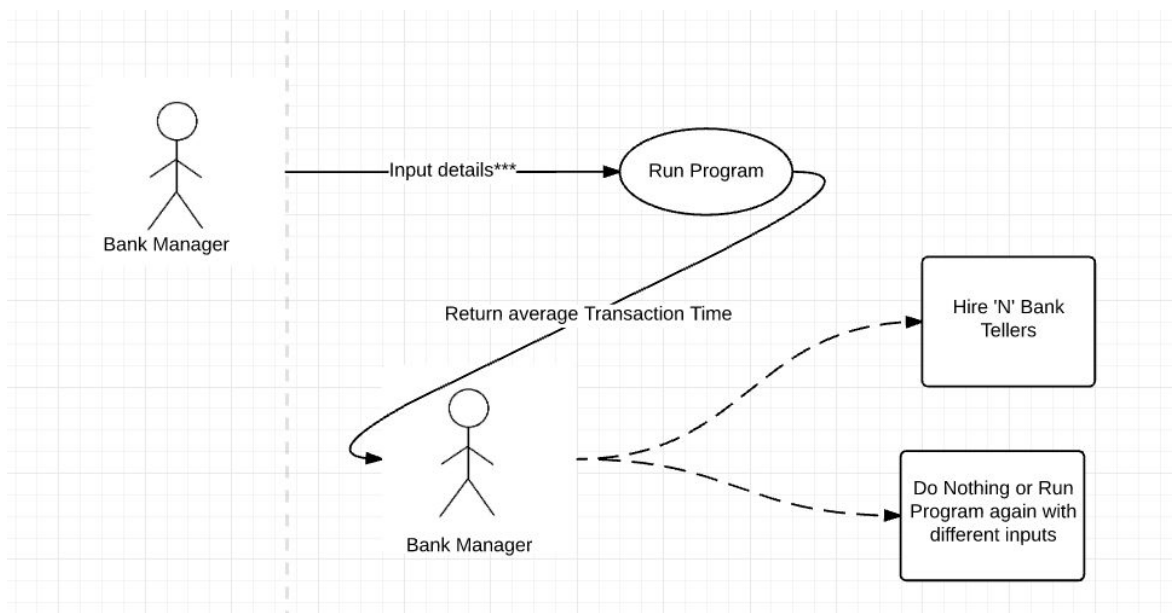 Input details***
Run Program
Bank Manager
Return average Transaction Time
Hire 'N' Bank
Tellers
Do Nothing or Run
Program again with
different inputs
Bank Manager